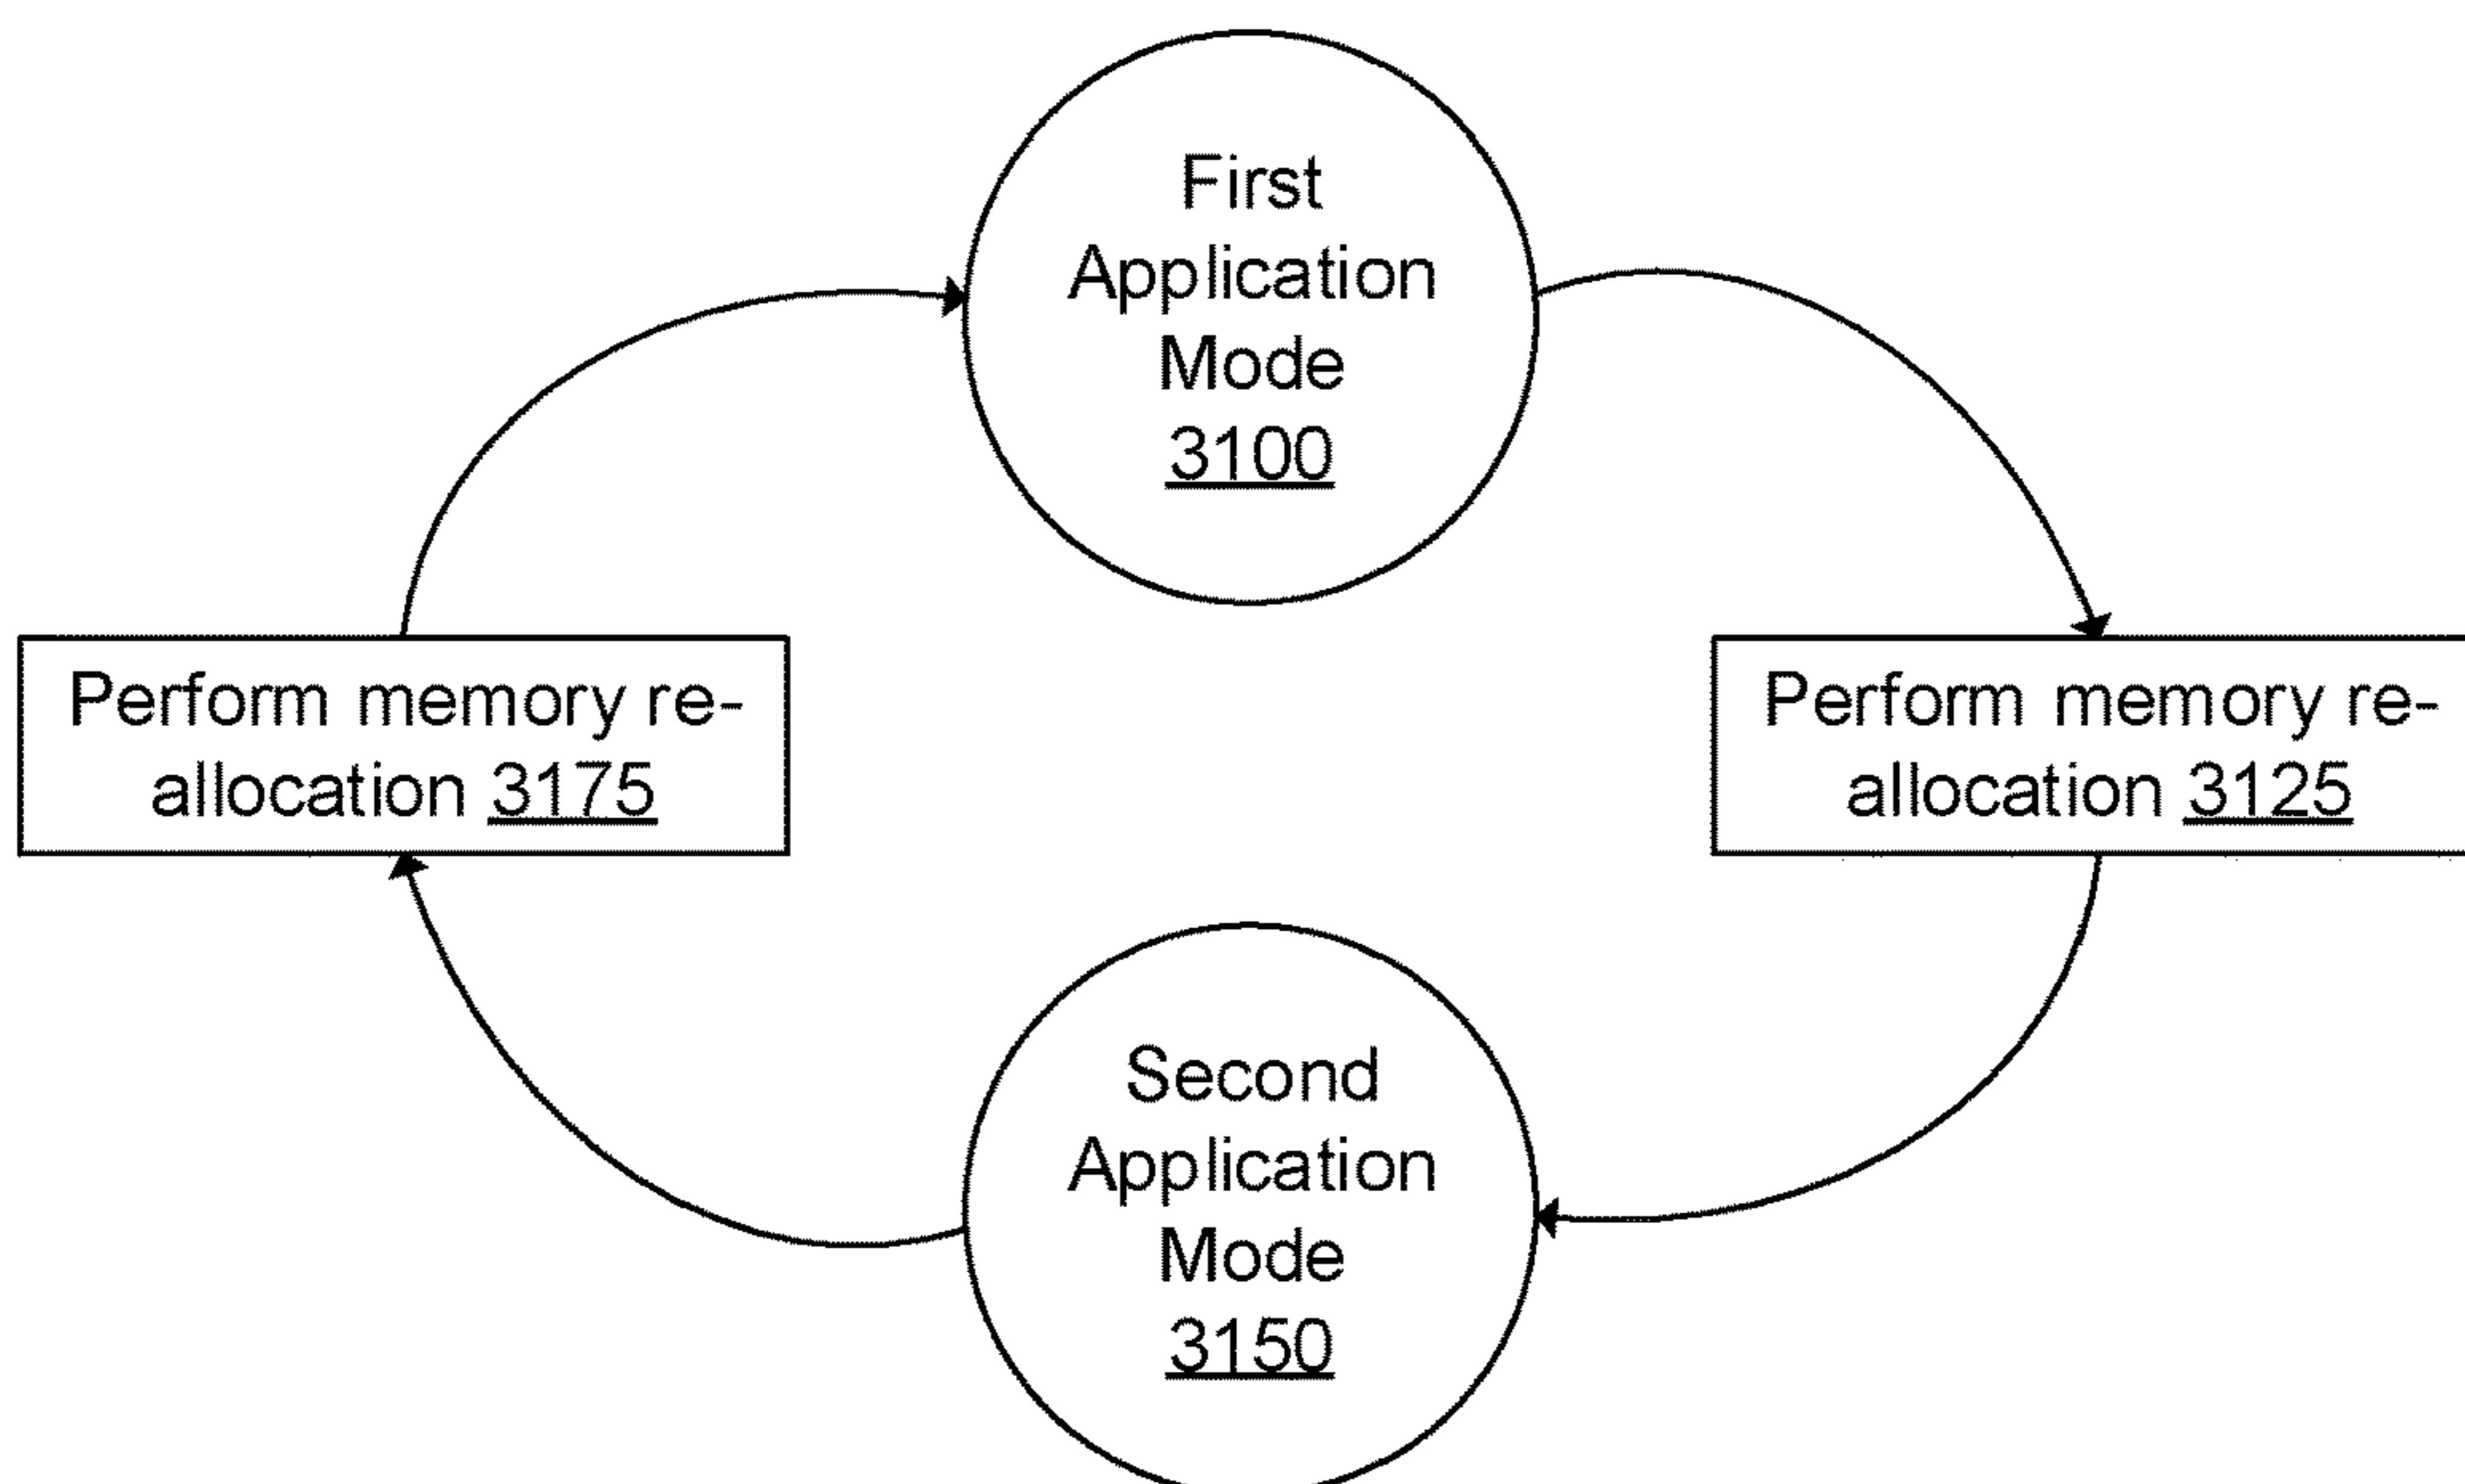 First
Application
Mode
3100
Perform memory re-
allocation 3175
Perform memory re-
allocation 3125
Second
Application
Mode
3150